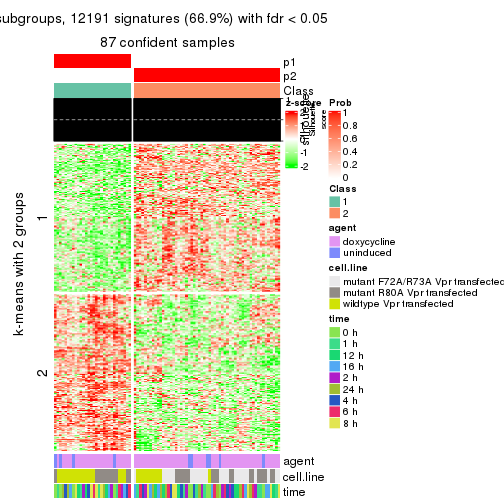 subgroups, 12191 signatures (66.9%) with fdr < 0.05
87 confident samples
p1
p2
Class
1
k-means with 2 groups
1
2
agent
cell.line
time
z-score
2
-1
-2
Silhouette
score
Prob
1
0.8
0.6
0.4
0.2
0
Class
1
2
agent
doxycycline
uninduced
cell.line
mutant F72A/R73A Vpr transfected
mutant R80A Vpr transfected
wildtype Vpr transfected
time
0 h
1 h
12 h
16 h
2 h
24 h
4 h
6 h
8 h